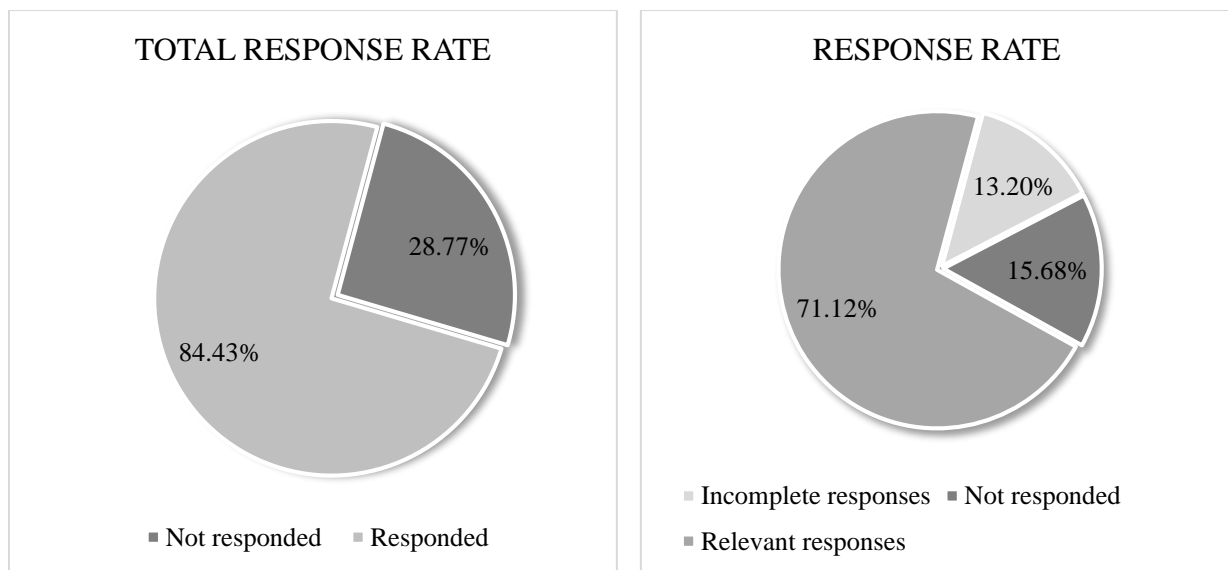 TOTAL RESPONSE RATE
28.77%
84.43%
Not responded Responded
RESPONSE RATE
13.20%
15.68%
71.12%
Incomplete responses Not responded
Relevant responses